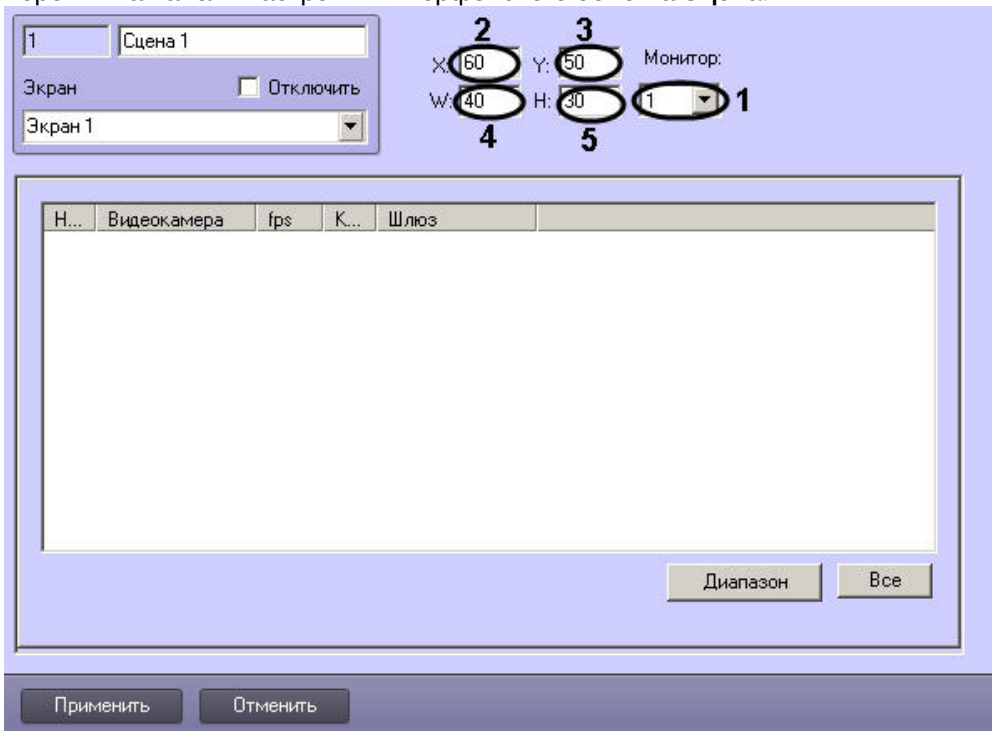 1 Сцена 1
Экран Отключить
Экран 1
2 3
X: 60 Y: 50 Монитор:
W: 40 H: 30 1 1
4 5
Н... Видеокамера fps К... Шлюз
Диапазон Все
Применить Отменить